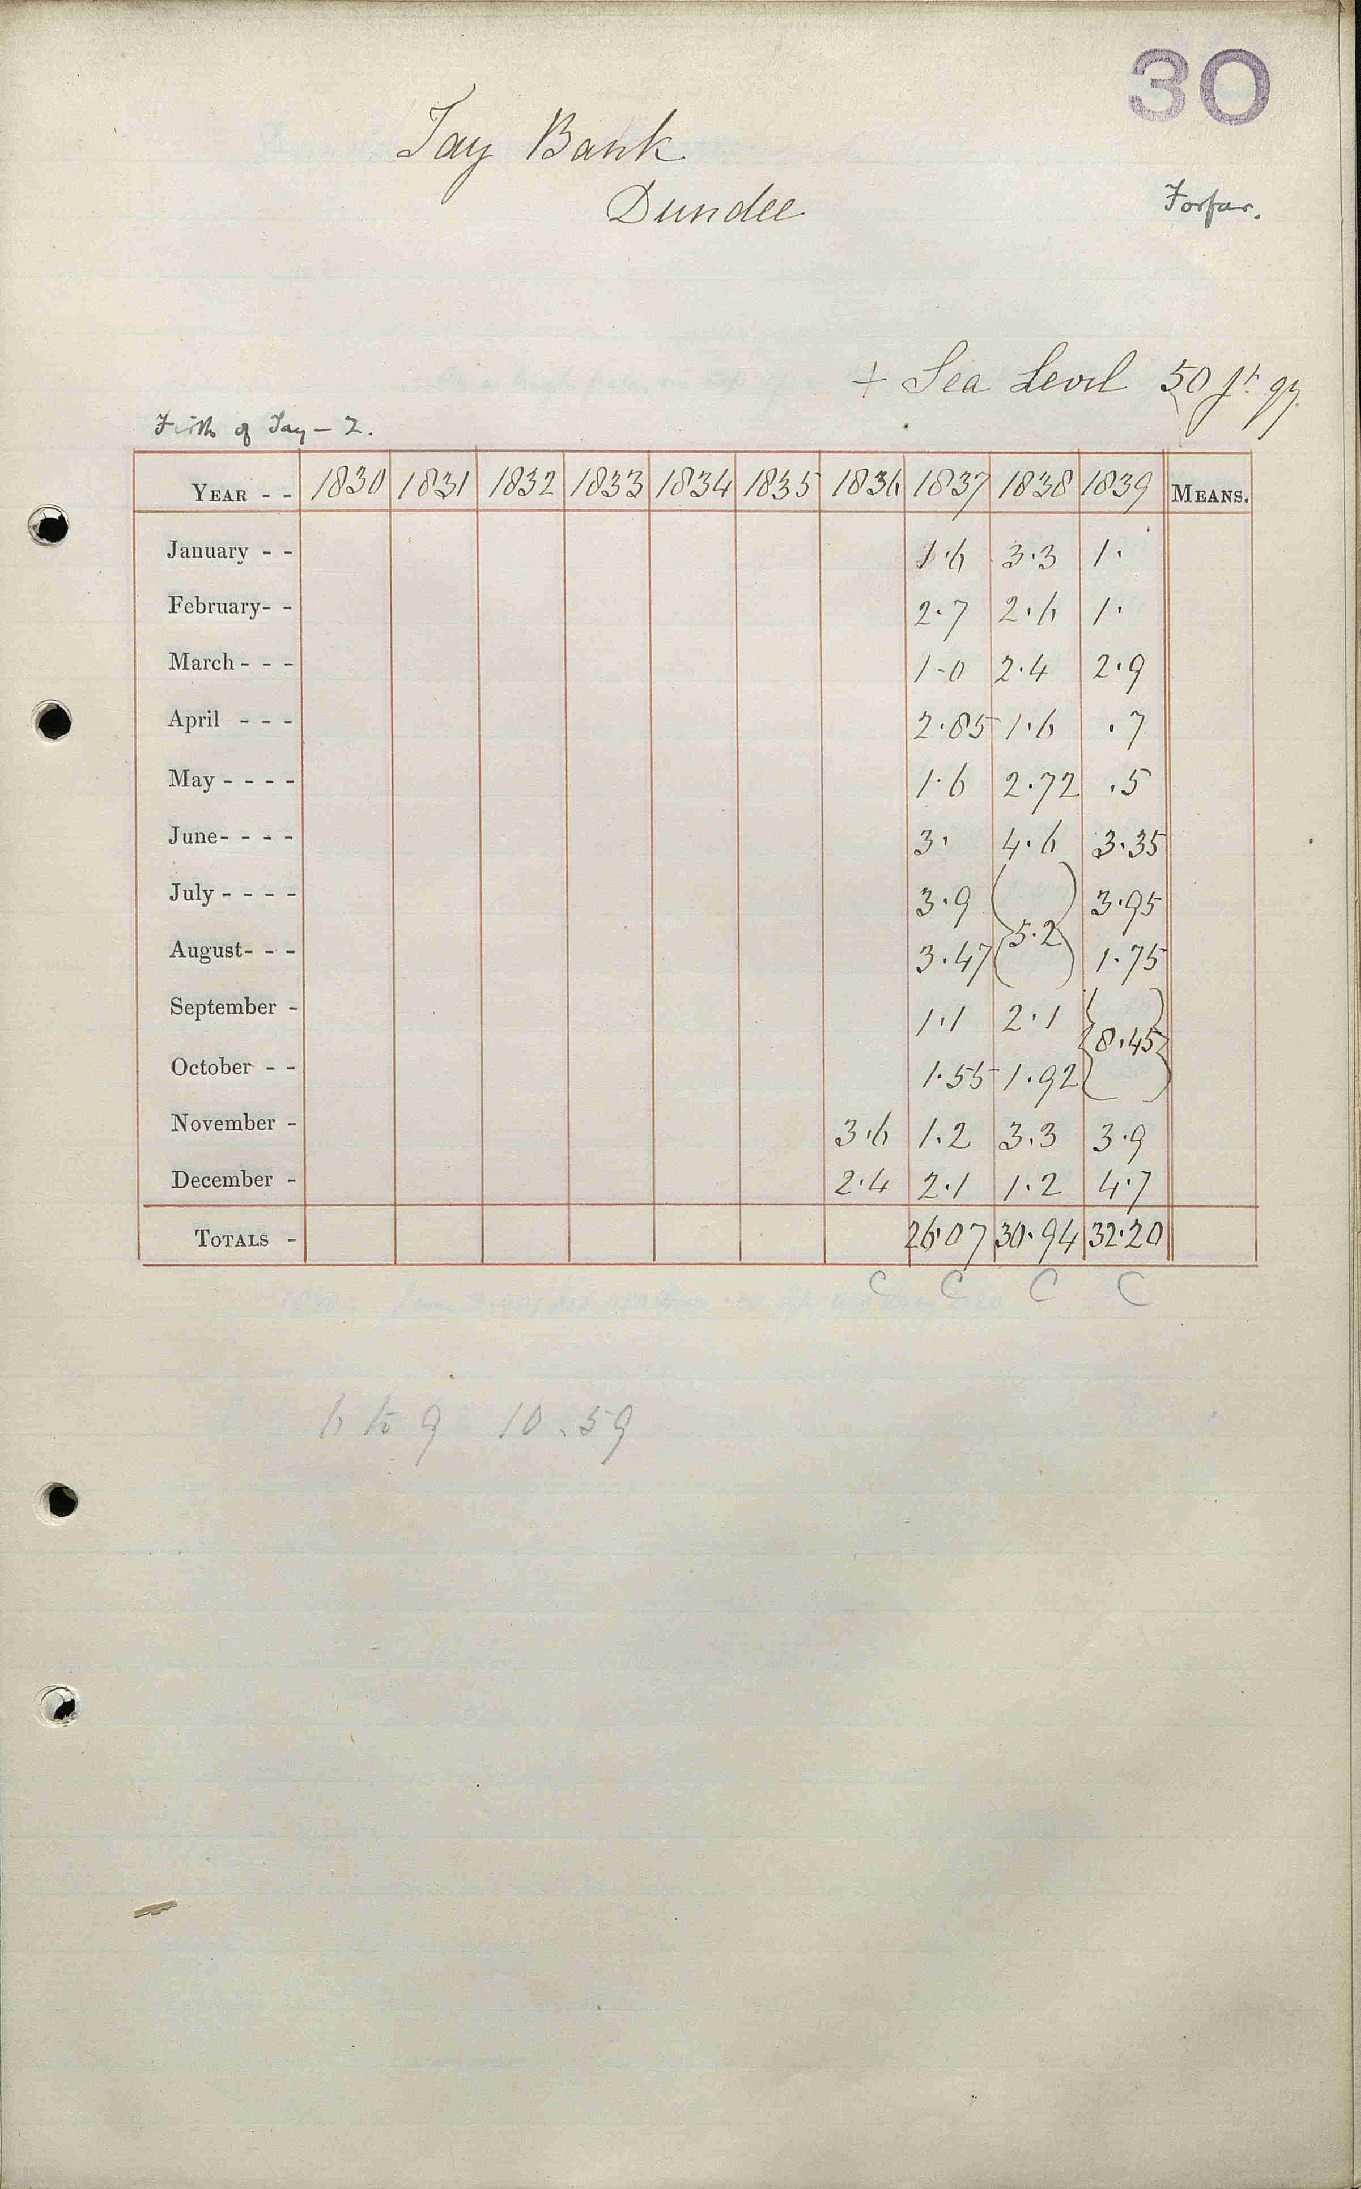 30
Tay Bank
Dundee
Forfar.
+ Sea Level 50 ft
Firth of Tay - 2.
YEAR - - 1830 1831 1832 1833 1834 1835 1836 1837 1838 1839 MEANS.
January - - 1.6 3.3 1.
February- - 2.7 2.6 1.
March - - - 1.0 2.4 2.9
April - - - 2.85 1.6 .7
May - - - - 1.6 2.72 .5
June- - - - 3. 4.6 3.35
July - - - - 3.9 3.95
5.2
August- - - 3.47 1.75
September - 1.1 2.1
8.45
October - - 1.55 1.92
November - 3.6 1.2 3.3 3.9
December - 2.4 2.1 1.2 4.7
TOTALS - 26.07 30.94 32.20
C C C C
6 to 9 10.59